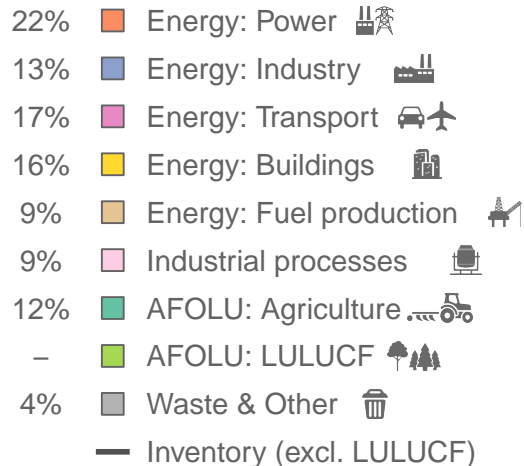 22% Energy: Power
13% Energy: Industry
17% Energy: Transport
16% Energy: Buildings
9% Energy: Fuel production
9% Industrial processes
12% AFOLU: Agriculture
– AFOLU: LULUCF
4% Waste & Other
Inventory (excl. LULUCF)